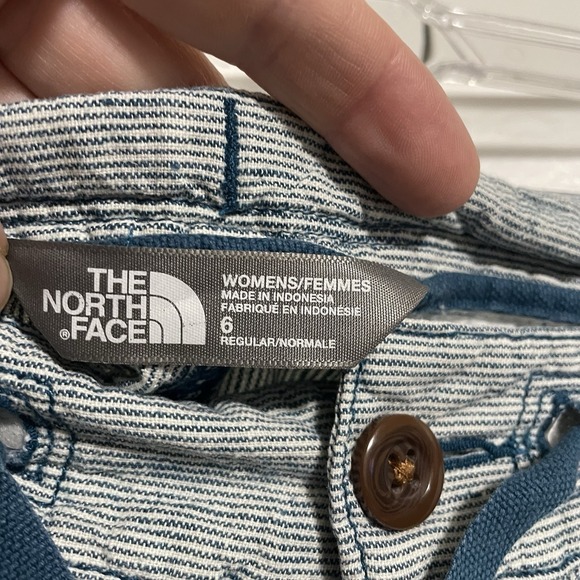 THE
NORTH
®FACE
WOMENS/FEMMES
MADE IN INDONESIA
FABRIQUÉ EN INDONÉSIE
6
REGULAR/NORMALE